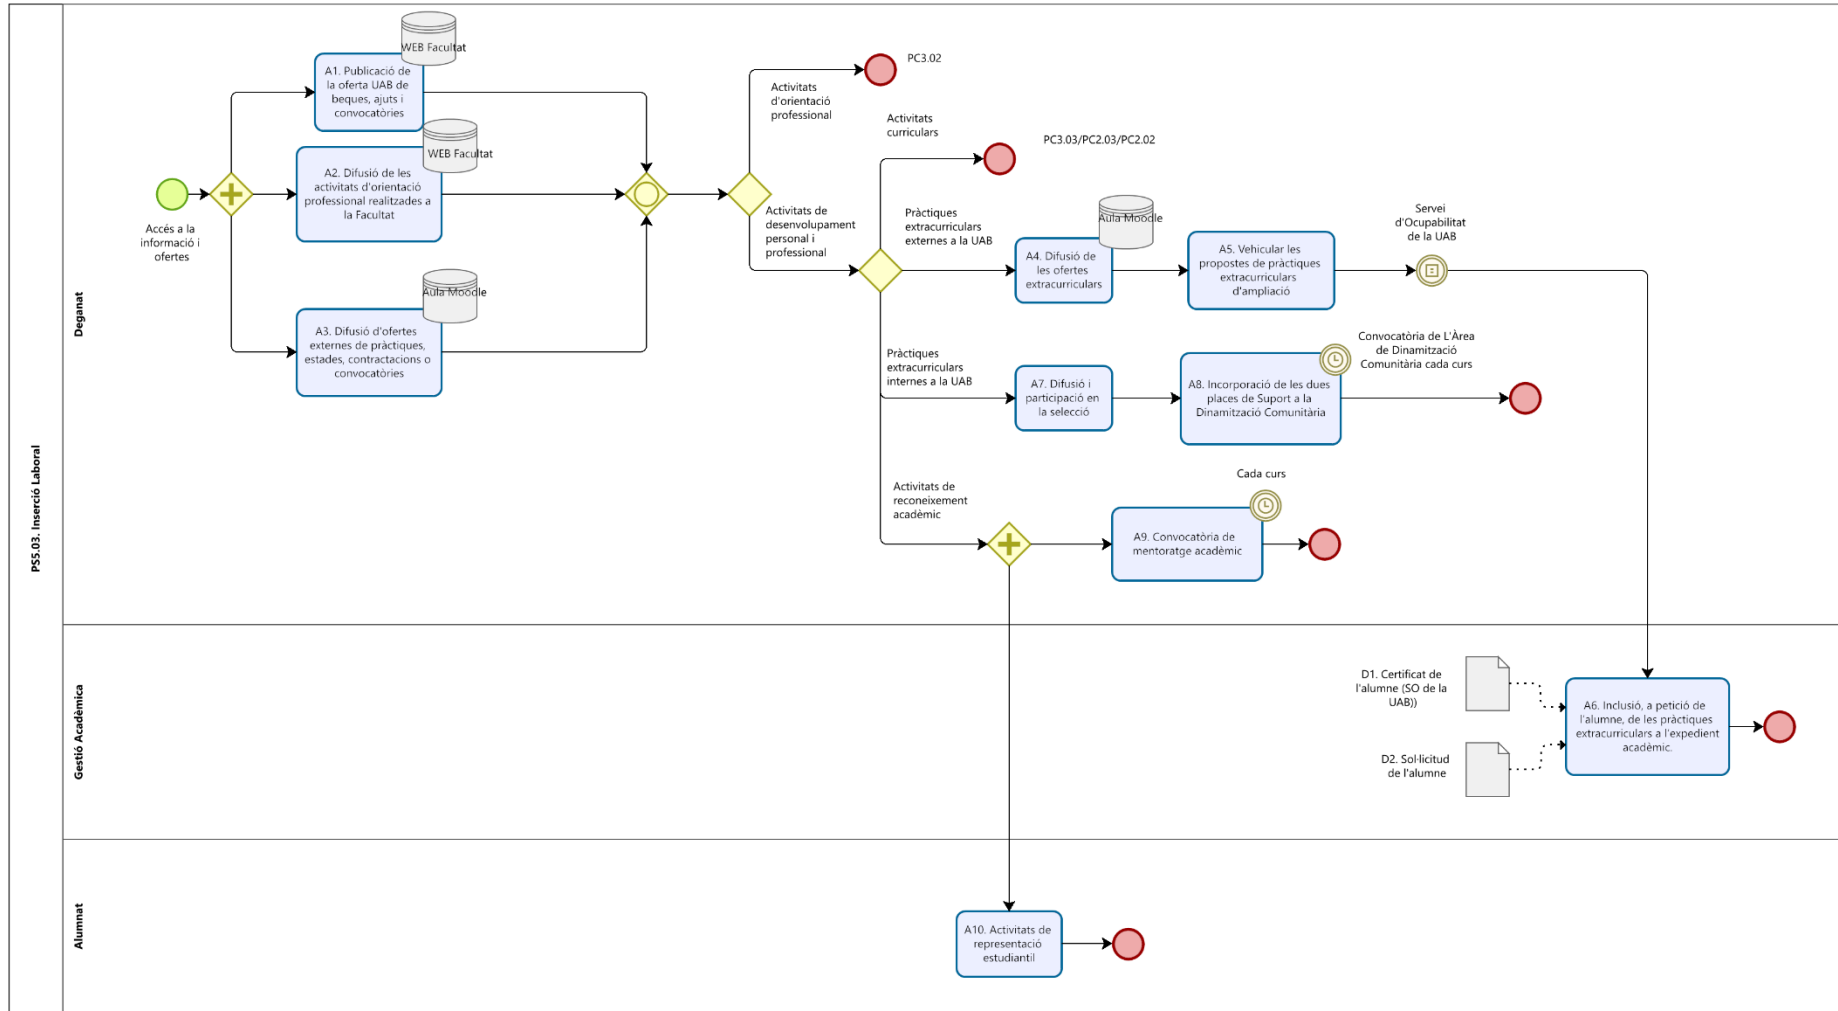 PS5.03. Inserció Laboral
Deganat
Gestió Acadèmica
Alumnat
Accés a la
informació i
ofertes
WEB Facultat
A1. Publicació de
la oferta UAB de
beques, ajuts i
convocatòries
WEB Facultat
A2. Difusió de les
activitats d'orientació
professional realitzades a
la Facultat
Aula Moodle
A3. Difusió d'ofertes
externes de pràctiques,
estades, contractacions o
convocatòries
Activitats
d'orientació
professional
PC3.02
Activitats de
desenvolupament
personal i
professional
Activitats
curriculars
PC3.03/PC2.03/PC2.02
Pràctiques
extracurriculars
externes a la UAB
Aula Moodle
A4. Difusió de
les ofertes
extracurriculars
A5. Vehicular les
propostes de pràctiques
extracurriculars
d'ampliació
Servei
d'Ocupabilitat
de la UAB
Pràctiques
extracurriculars
internes a la UAB
A7. Difusió i
participació en
la selecció
A8. Incorporació de les dues
places de Suport a la
Dinamització Comunitària
Convocatòria de L'Àrea
de Dinamització
Comunitària cada curs
Activitats de
reconeixement
acadèmic
A9. Convocatòria de
mentoratge acadèmic
Cada curs
D1. Certificat de
l'alumne (SO de la
UAB))
D2. Sol·licitud
de l'alumne
A6. Inclusió, a petició de
l'alumne, de les pràctiques
extracurriculars a l'expedient
acadèmic.
A10. Activitats de
representació
estudiantil